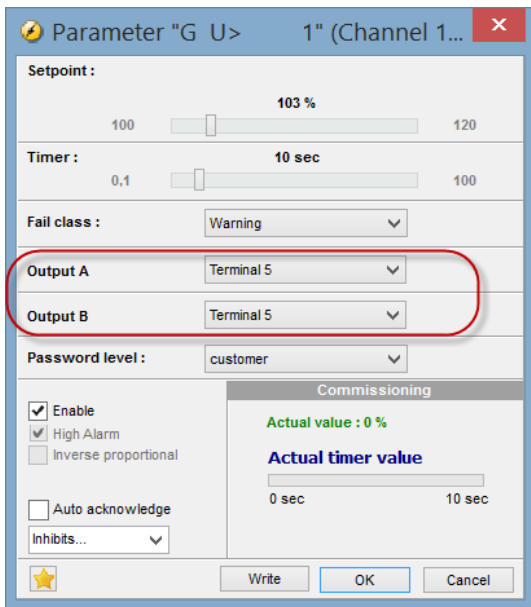 Parameter "G U> 1" (Channel 1...
Setpoint :
103 %
100 120
Timer : 10 sec
0,1 100
Fail class : Warning
Output A Terminal 5
Output B Terminal 5
Password level : customer
Commissioning
Enable
High Alarm
Inverse proportional
Auto acknowledge
Inhibits...
Actual value : 0 %
Actual timer value
0 sec 10 sec
Write OK Cancel